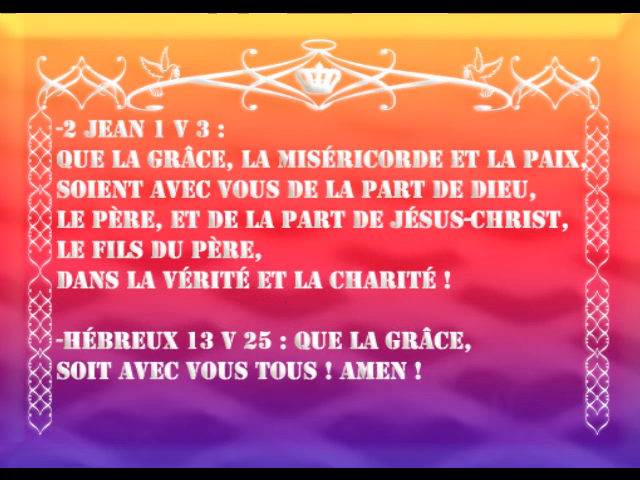 -2 JEAN 1 V 3 :
QUE LA GRÂCE, LA MISÉRICORDE ET LA PAIX,
SOIENT AVEC VOUS DE LA PART DE DIEU,
LE PÈRE, ET DE LA PART DE JÉSUS-CHRIST,
LE FILS DU PÈRE,
DANS LA VÉRITÉ ET LA CHARITÉ !
-HÉBREUX 13 V 25 : QUE LA GRÂCE,
SOIT AVEC VOUS TOUS ! AMEN !